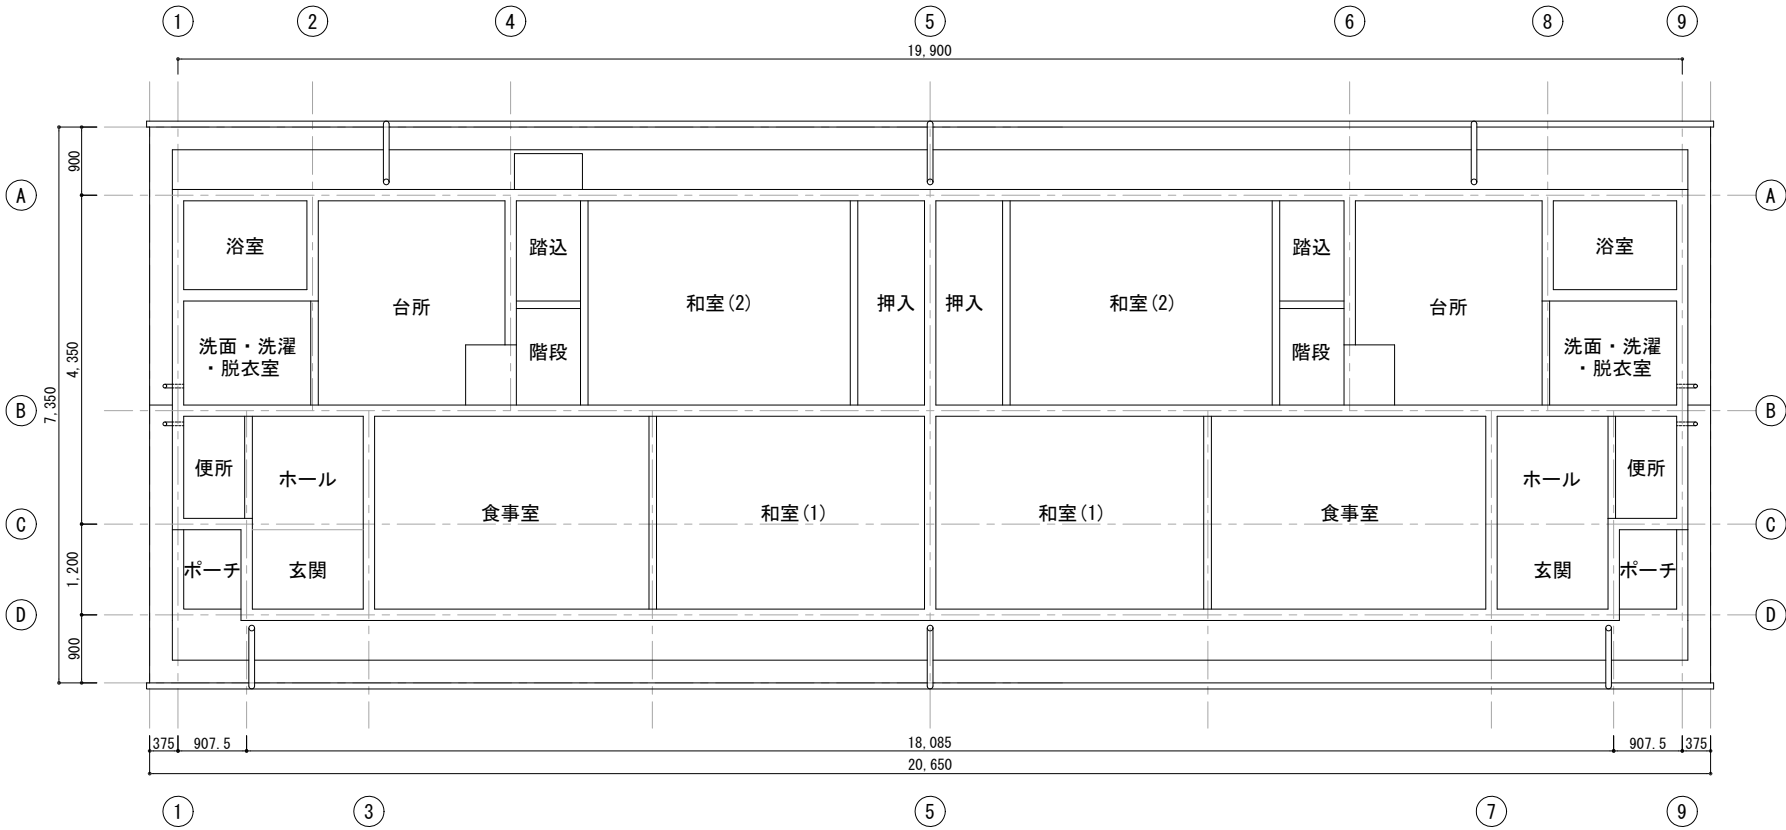 1 2 4 5 6 8 9
19,900
900
A A
浴室 踏込 踏込 浴室
和室(2) 押入 押入 和室(2)
台所 台所
洗面・洗濯
・脱衣室
階段 階段
洗面・洗濯
・脱衣室
4,350
7,350
B B
便所 ホール ホール 便所
食事室 和室(1) 和室(1) 食事室
C C
ポーチ 玄関 玄関 ポーチ
1,200
D D
900
375 907.5 18,085 907.5 375
20,650
1 3 5 7 9